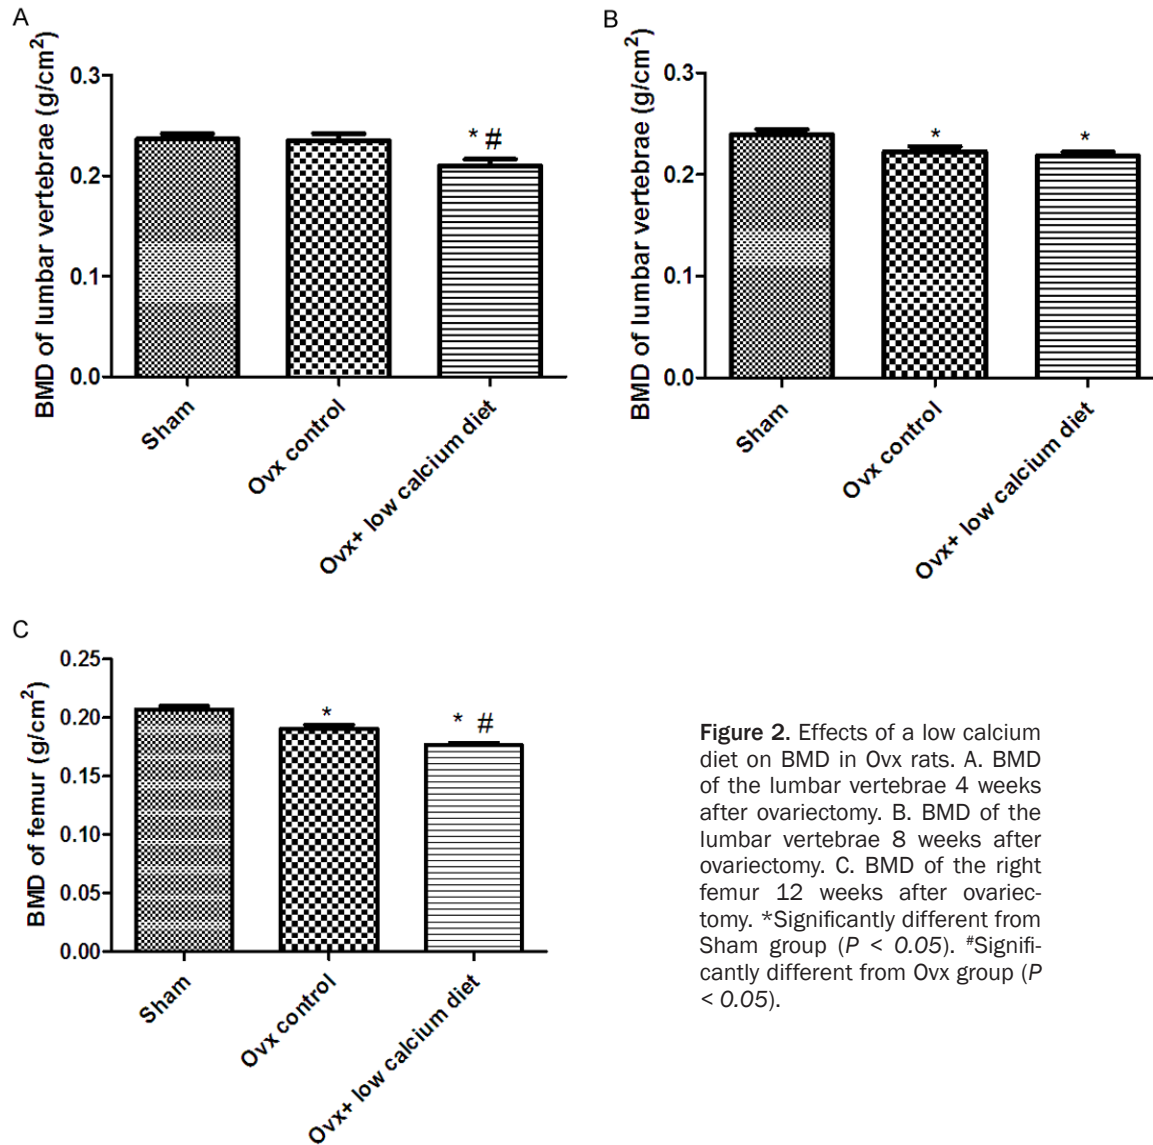 A
BMD of lumbar vertebrae (g/cm²)
0.3
0.2
0.1
0.0
* #
Sham
Ovx control
Ovx+ low calcium diet
B
BMD of lumbar vertebrae (g/cm²)
0.3
0.2
0.1
0.0
*
*
Sham
Ovx control
Ovx+ low calcium diet
C
BMD of femur (g/cm²)
0.25
0.20
0.15
0.10
0.05
0.00
*
* #
Sham
Ovx control
Ovx+ low calcium diet
Figure 2. Effects of a low calcium
diet on BMD in Ovx rats. A. BMD
of the lumbar vertebrae 4 weeks
after ovariectomy. B. BMD of the
lumbar vertebrae 8 weeks after
ovariectomy. C. BMD of the right
femur 12 weeks after ovariec-
tomy. *Significantly different from
Sham group (P < 0.05). #Signifi-
cantly different from Ovx group (P
< 0.05).